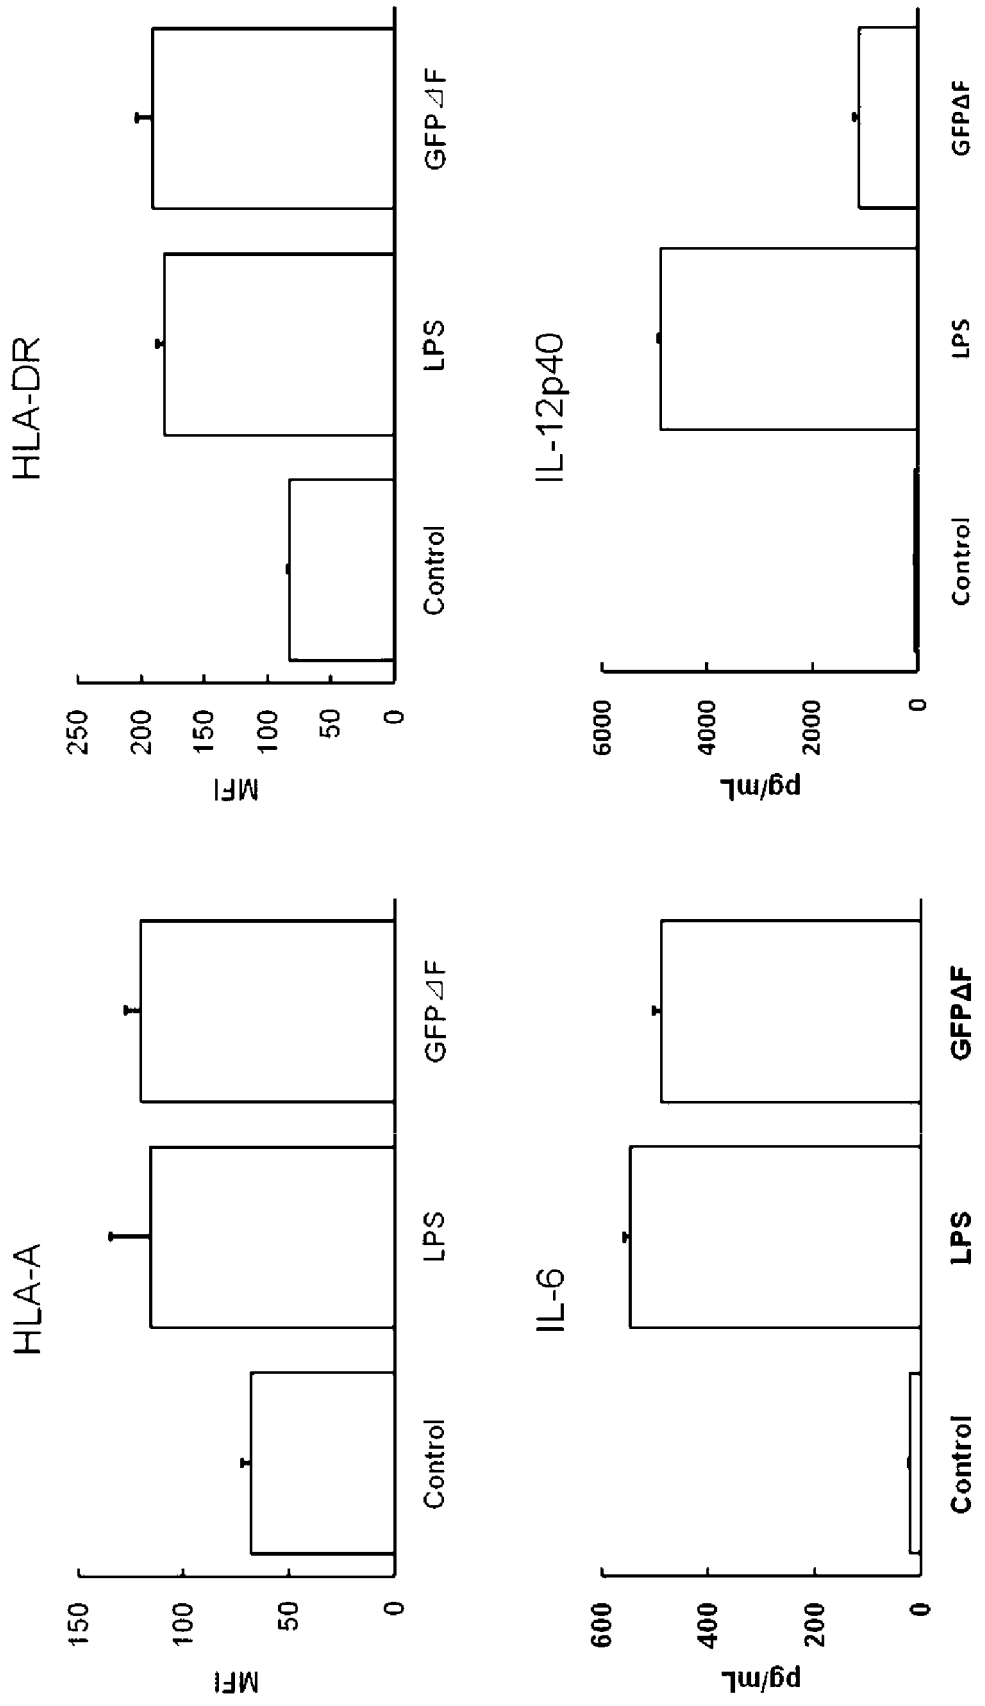 HLA-A
MFI
150
100
50
0
Control LPS GFP⊿F
HLA-DR
MFI
250
200
150
100
50
0
Control LPS GFP⊿F
IL-6
pg/mL
600
400
200
0
Control LPS GFPΔF
IL-12p40
pg/mL
6000
4000
2000
0
Control LPS GFPΔF